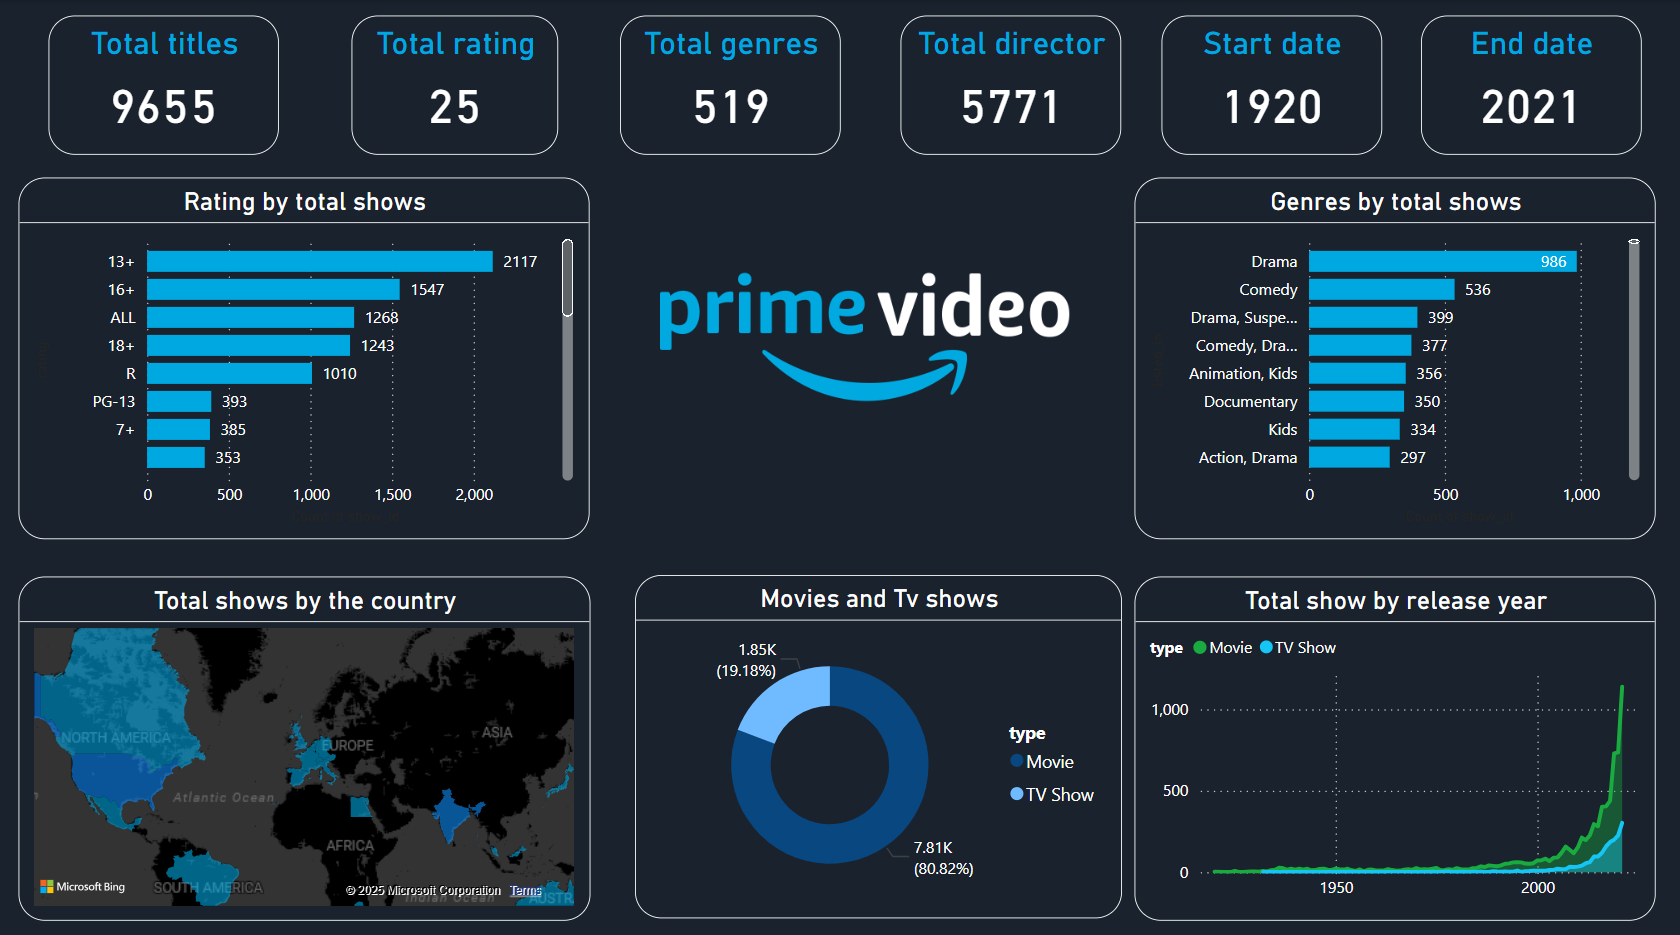 Total titles
9655
Total rating
25
Total genres
519
Total director
5771
Start date
1920
End date
2021
Rating by total shows
13+ 2117
16+ 1547
ALL 1268
18+ 1243
R 1010
PG-13 393
7+ 385
353
0 500 1,000 1,500 2,000
prime video
Genres by total shows
Drama 986
Comedy 536
Drama, Suspe... 399
Comedy, Dra... 377
Animation, Kids 356
Documentary 350
Kids 334
Action, Drama 297
0 500 1,000
Total shows by the country
NORTH AMERICA
EUROPE
ASIA
Atlantic Ocean
AFRICA
SOUTH AMERICA
Indian Ocean
AUSTR
Microsoft Bing
© 2025 Microsoft Corporation Terms
Movies and Tv shows
1.85K
(19.18%)
7.81K
(80.82%)
type
Movie
TV Show
Total show by release year
type Movie TV Show
1,000
500
0
1950 2000